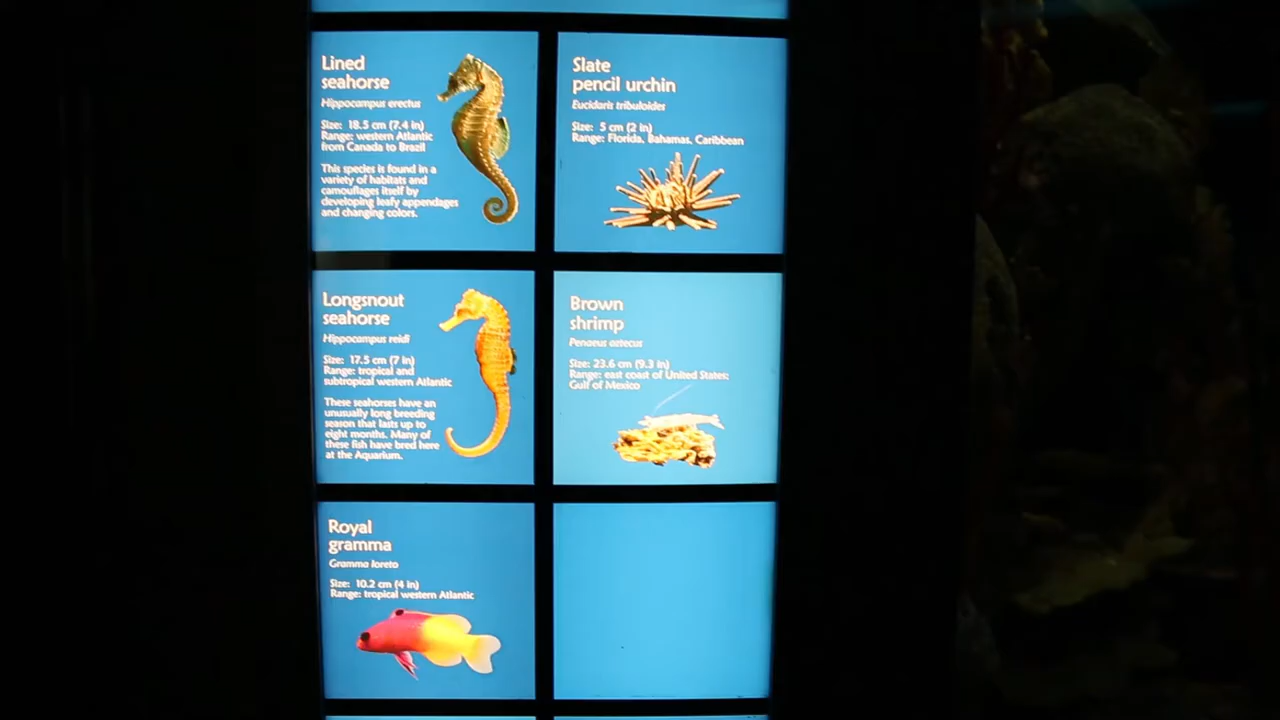 Lined
seahorse
Hippocampus erectus
Size: 18.5 cm (7.4 in)
Range: western Atlantic
from Canada to Brazil
This species is found in a
variety of habitats and
camouflages itself by
developing leafy appendages
and changing colors.
Slate
pencil urchin
Eucidaris tribuloides
Size: 5 cm (2 in)
Range: Florida, Bahamas, Caribbean
Longsnout
seahorse
Hippocampus reidi
Size: 17.5 cm (7 in)
Range: tropical and
subtropical western Atlantic
These seahorses have an
unusually long breeding
season that lasts up to
eight months. Many of
these fish have bred here
at the Aquarium.
Brown
shrimp
Penaeus aztecus
Size: 23.6 cm (9.3 in)
Range: east coast of United States;
Gulf of Mexico
Royal
gramma
Gramma loreto
Size: 10.2 cm (4 in)
Range: tropical western Atlantic